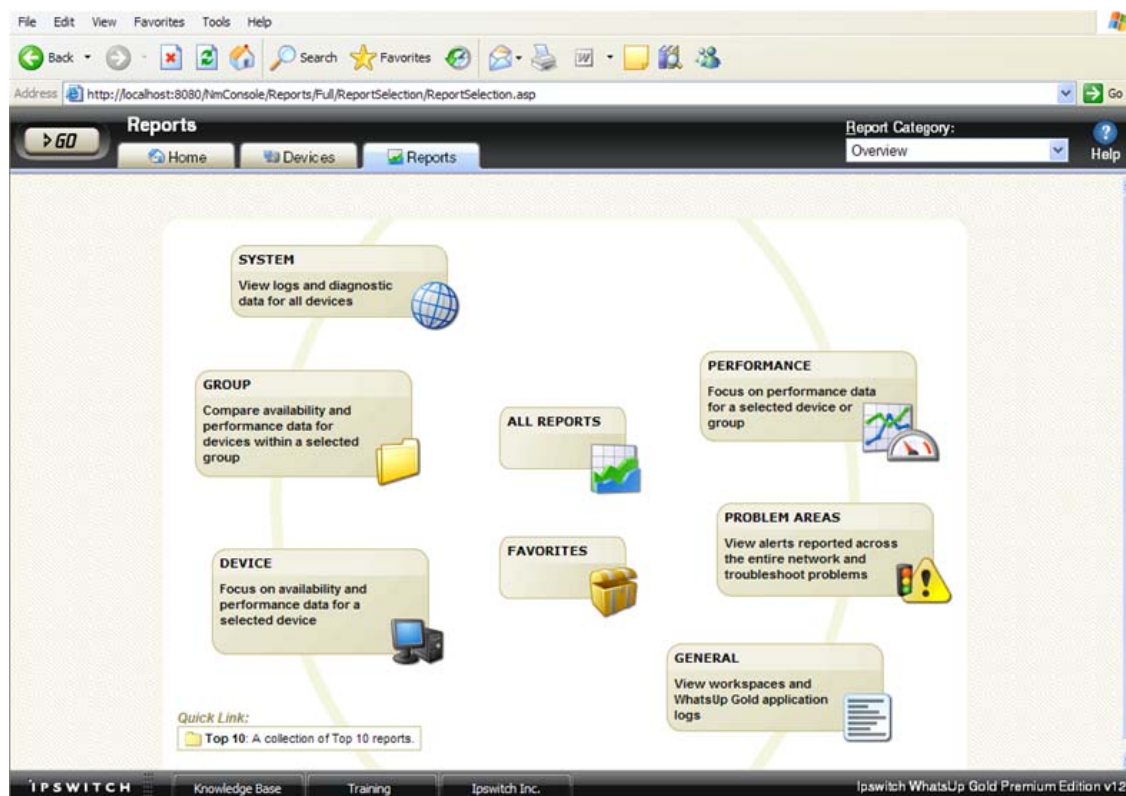 File Edit View Favorites Tools Help
Back Search Favorites
Address http://localhost:8080/NmConsole/Reports/Full/ReportSelection/ReportSelection.asp Go
GO Reports Report Category:
Home Devices Reports Overview Help
SYSTEM
View logs and diagnostic
data for all devices
GROUP
Compare availability and
performance data for
devices within a selected
group
DEVICE
Focus on availability and
performance data for a
selected device
ALL REPORTS
FAVORITES
PERFORMANCE
Focus on performance data
for a selected device or
group
PROBLEM AREAS
View alerts reported across
the entire network and
troubleshoot problems
GENERAL
View workspaces and
WhatsUp Gold application
logs
Quick Link:
Top 10: A collection of Top 10 reports.
IPSWITCH Knowledge Base Training Ipswitch Inc. Ipswitch WhatsUp Gold Premium Edition v12